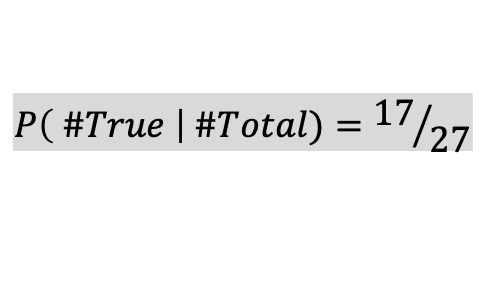 P( #True | #Total) = 17/27